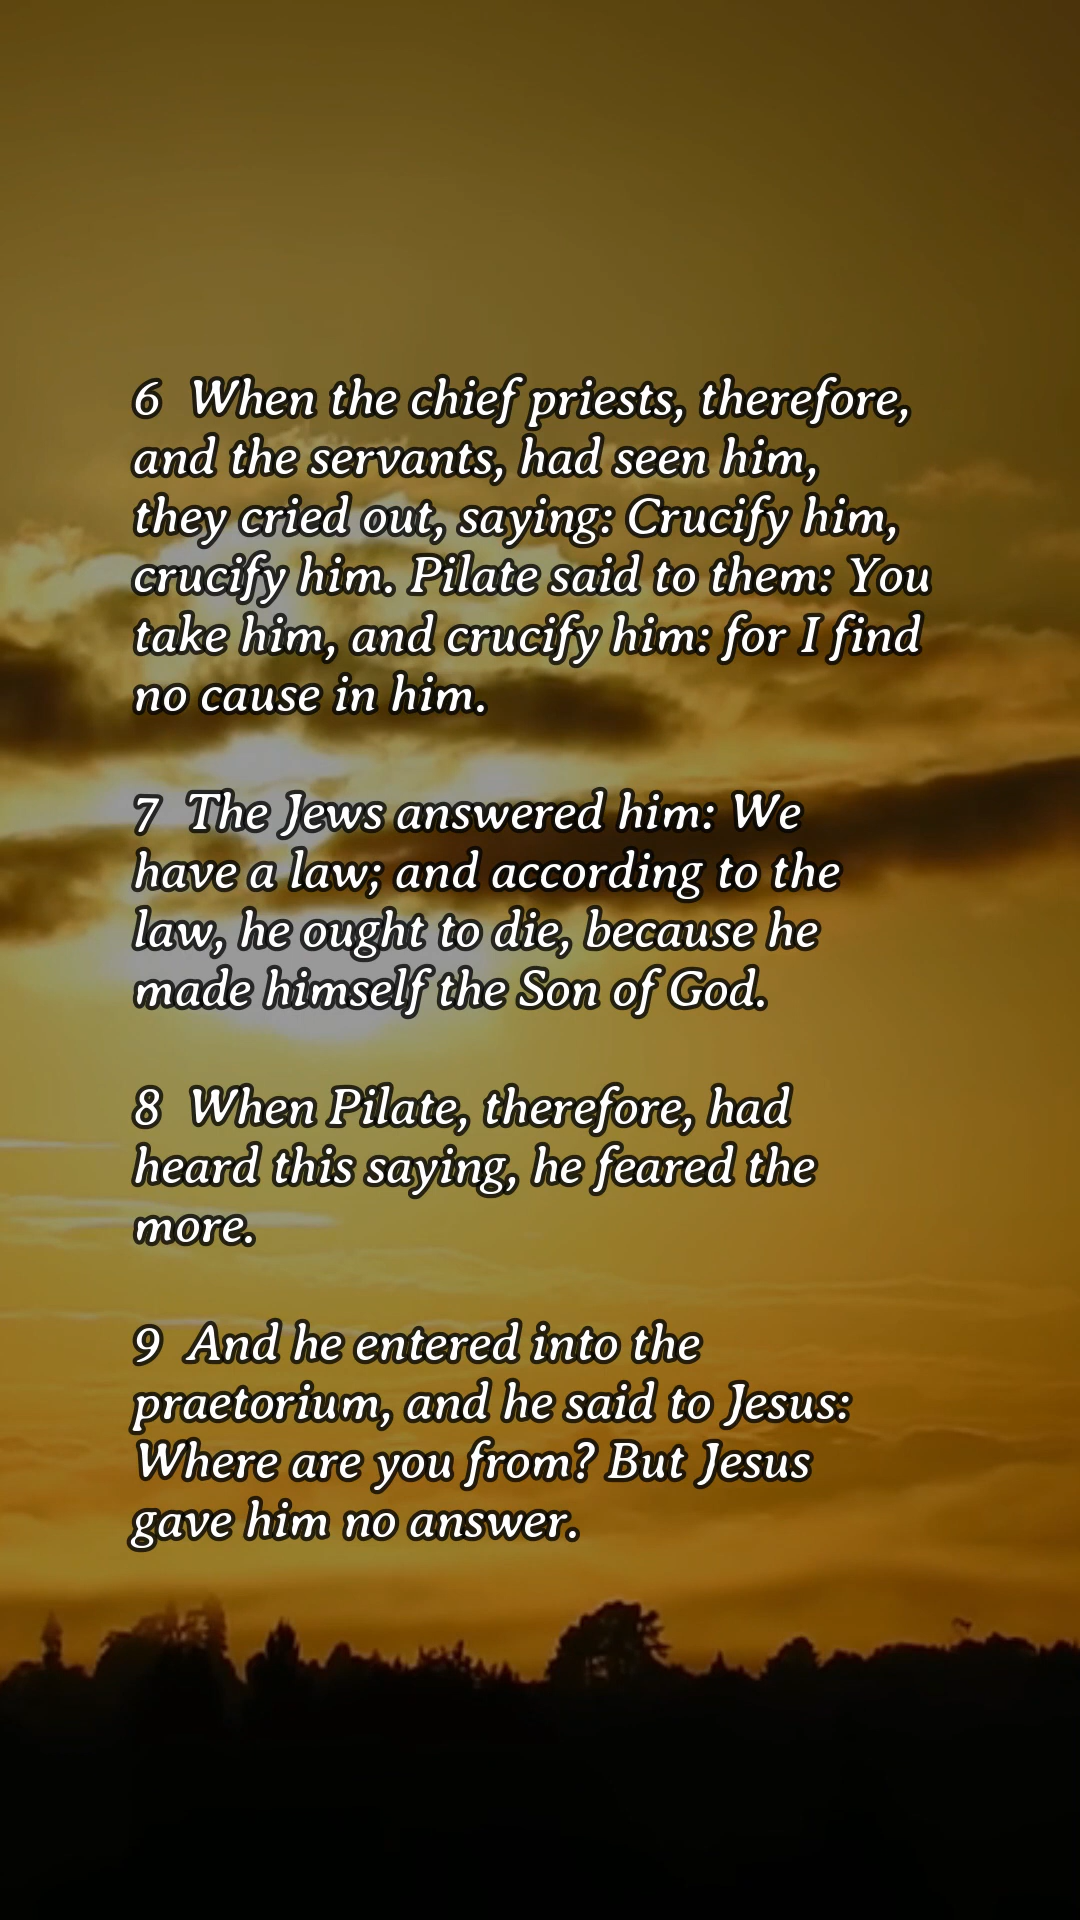 6 When the chief priests, therefore,
and the servants, had seen him,
they cried out, saying: Crucify him,
crucify him. Pilate said to them: You
take him, and crucify him: for I find
no cause in him.
7 The Jews answered him: We
have a law; and according to the
law, he ought to die, because he
made himself the Son of God.
8 When Pilate, therefore, had
heard this saying, he feared the
more.
9 And he entered into the
praetorium, and he said to Jesus:
Where are you from? But Jesus
gave him no answer.